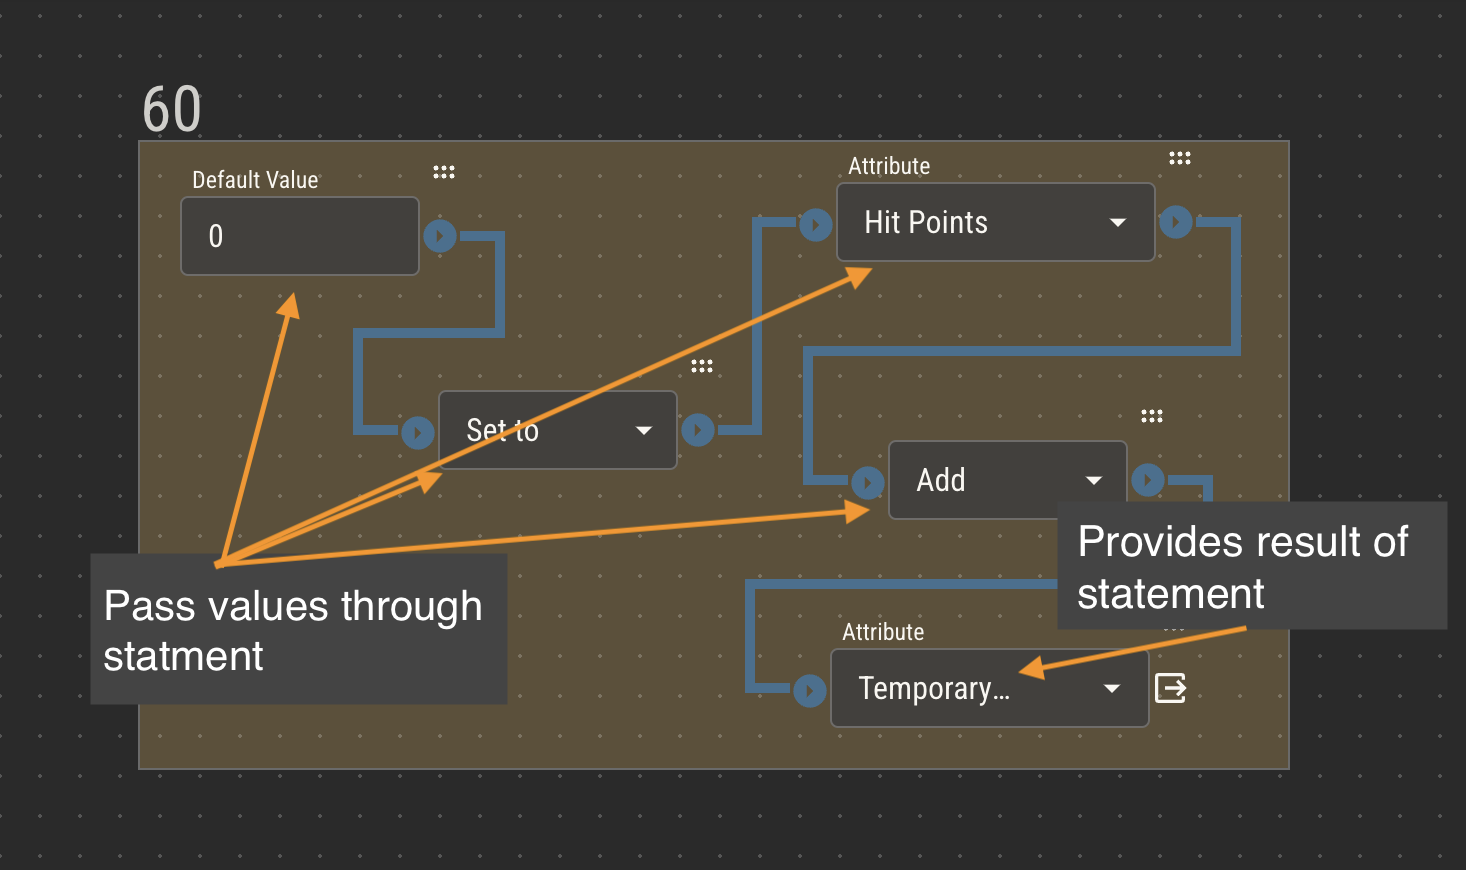 60
Default Value
0
Attribute
Hit Points
Set to
Add
Provides result of
statement
Pass values through
statment
Attribute
Temporary...